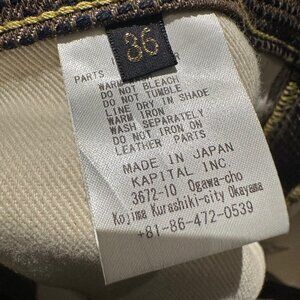 36
PARTS
WARM
DO NOT BLEACH
DO NOT TUMBLE
LINE DRY IN SHADE
WARM IRON
WASH SEPARATELY
DO NOT IRON ON
LEATHER PARTS
MADE IN JAPAN
KAPITAL INC.
3672-10 Ogawa-cho
Kojima Kurashiki-city Okayama
+81-86-472-0539